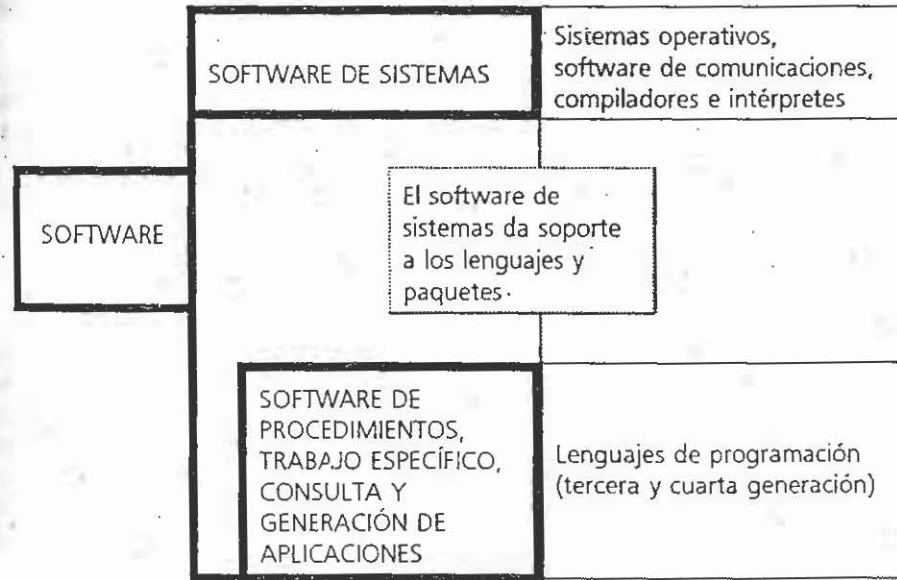 SOFTWARE DE SISTEMAS
Sistemas operativos,
software de comunicaciones,
compiladores e intérpretes
SOFTWARE
El software de
sistemas da soporte
a los lenguajes y
paquetes.
SOFTWARE DE
PROCEDIMIENTOS,
TRABAJO ESPECÍFICO,
CONSULTA Y
GENERACIÓN DE
APLICACIONES
Lenguajes de programación
(tercera y cuarta generación)